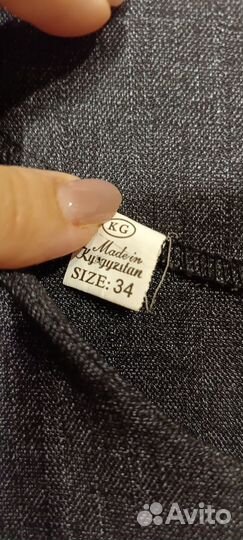 KG
Made in
Kyrgyzstan
SIZE: 34
Avito